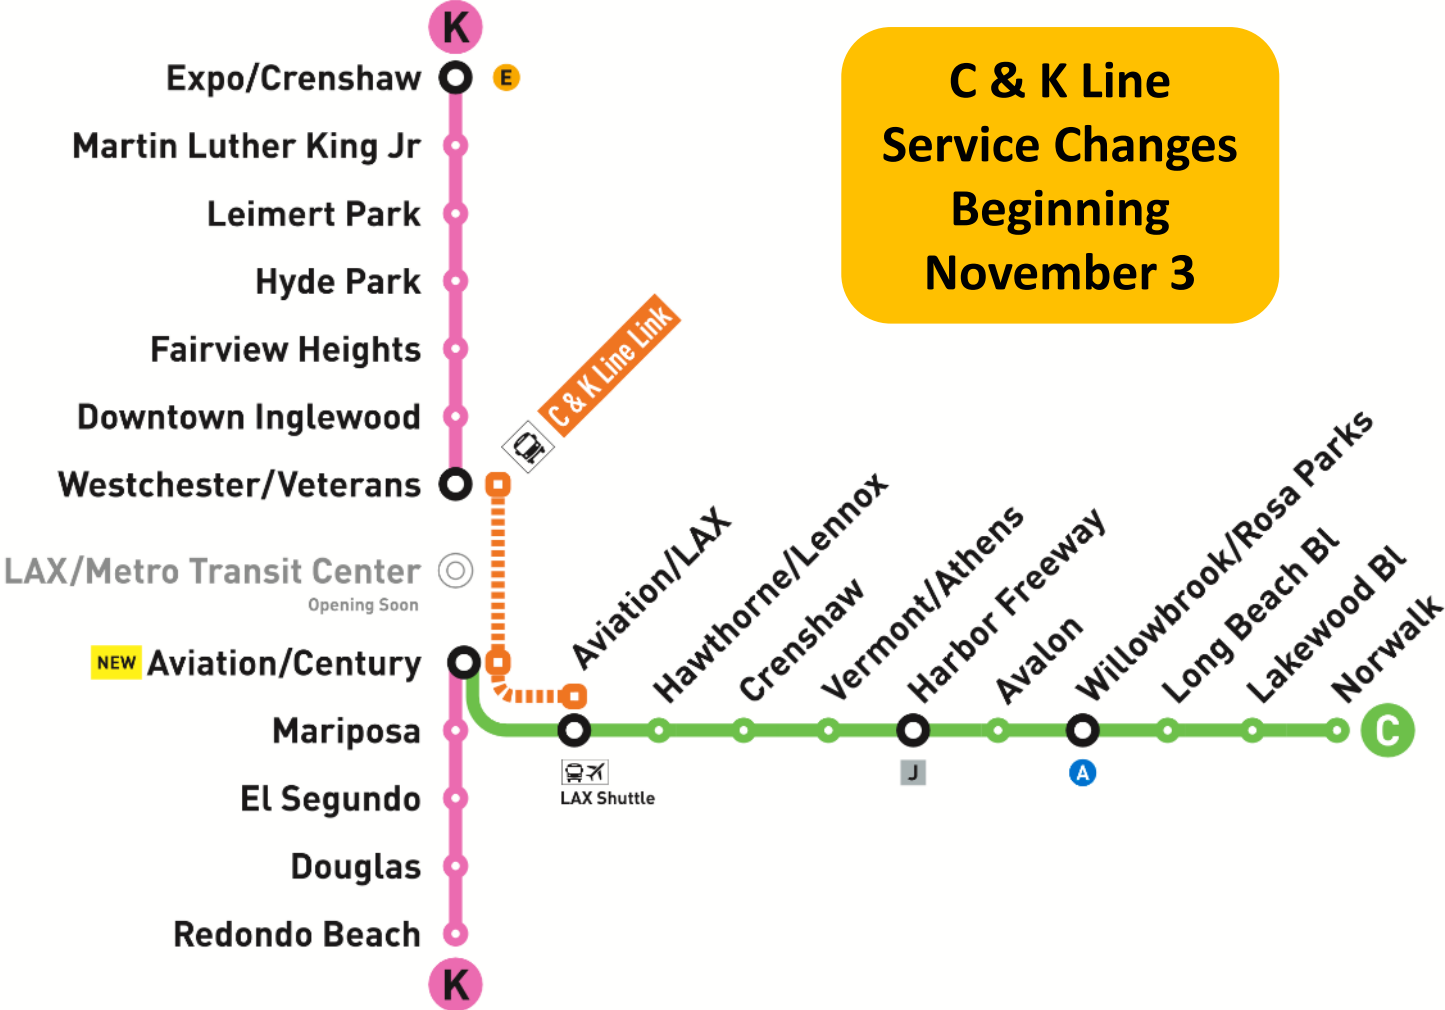 K
Expo/Crenshaw
E
Martin Luther King Jr
Leimert Park
Hyde Park
Fairview Heights
Downtown Inglewood
Westchester/Veterans
LAX/Metro Transit Center
Opening Soon
NEW Aviation/Century
Mariposa
El Segundo
Douglas
Redondo Beach
K
C & K Line Link
C & K Line
Service Changes
Beginning
November 3
Aviation/LAX
Hawthorne/Lennox
Crenshaw
Vermont/Athens
Harbor Freeway
Avalon
Willowbrook/Rosa Parks
Long Beach Bl
Lakewood Bl
Norwalk
C
LAX Shuttle
J
A